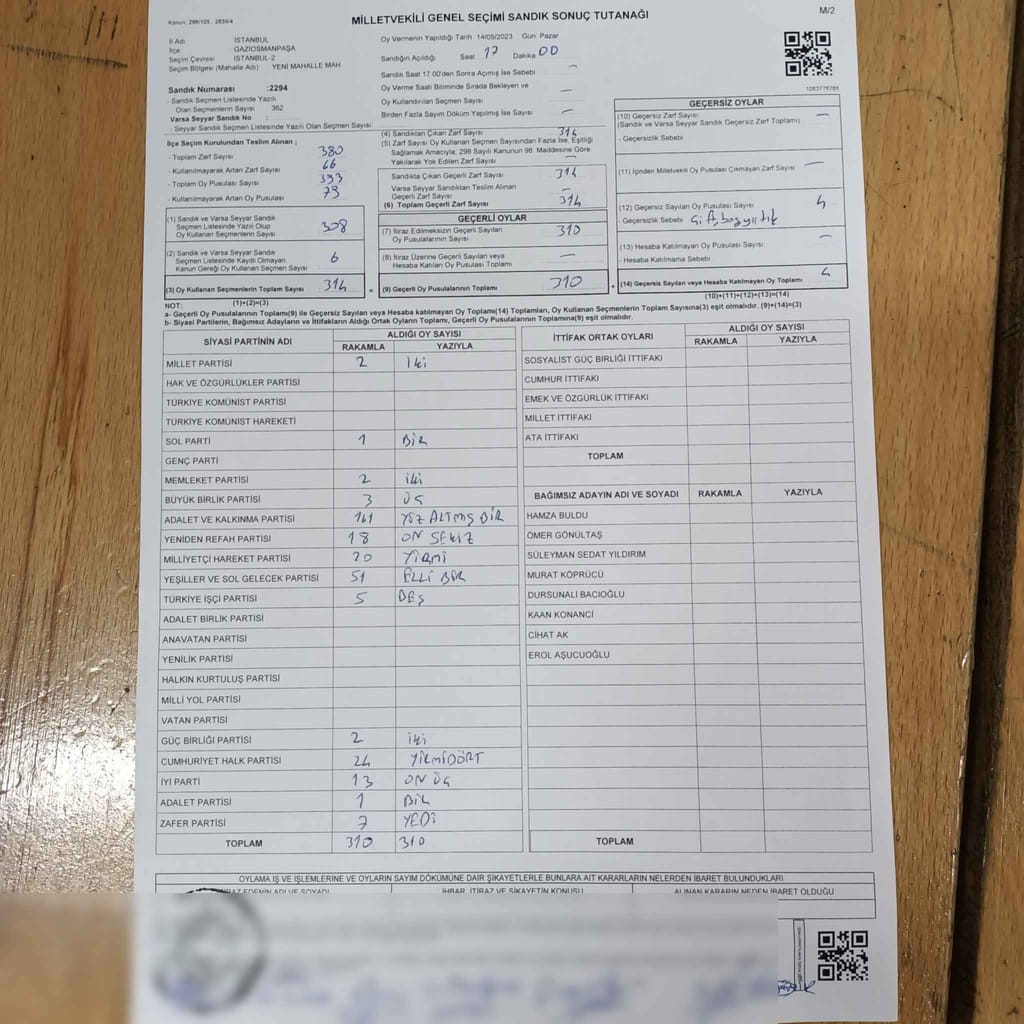 Kanun: 298/105 - 2839/4
MİLLETVEKİLİ GENEL SEÇİMİ SANDIK SONUÇ TUTANAĞI
M/2
İl Adı İSTANBUL
İlçe GAZİOSMANPAŞA
Seçim Çevresi İSTANBUL-2
Seçim Bölgesi (Mahalle Adı) YENİ MAHALLE MAH
Oy Vermenin Yapıldığı Tarih 14/05/2023 Gün Pazar
Sandığın Açıldığı Saat 17 Dakika 00
Sandık Saat 17.00'den Sonra Açılmış İse Sebebi —
Oy Verme Saati Bitiminde Sırada Bekleyen ve
Oy Kullandırılan Seçmen Sayısı —
Birden Fazla Sayım Döküm Yapılmış İse Sayısı —
1083778785
Sandık Numarası : 2294
- Sandık Seçmen Listesinde Yazılı
Olan Seçmenlerin Sayısı 362
Varsa Seyyar Sandık No :
- Seyyar Sandık Seçmen Listesinde Yazılı Olan Seçmen Sayısı:
İlçe Seçim Kurulundan Teslim Alınan ;
- Toplam Zarf Sayısı 380
- Kullanılmayarak Artan Zarf Sayısı 66
- Toplam Oy Pusulası Sayısı 393
- Kullanılmayarak Artan Oy Pusulası 79
(1) Sandık ve Varsa Seyyar Sandık
Seçmen Listesinde Yazılı Olup
Oy Kullanan Seçmenlerin Sayısı 308
(2) Sandık ve Varsa Seyyar Sandık
Seçmen Listesinde Kayıtlı Olmayan
Kanun Gereği Oy Kullanan Seçmen Sayısı 6
(3) Oy Kullanan Seçmenlerin Toplam Sayısı : 314 =
(1)+(2)=(3)
(4) Sandıktan Çıkan Zarf Sayısı 314
(5) Zarf Sayısı Oy Kullanan Seçmen Sayısından Fazla İse, Eşitliği
Sağlamak Amacıyla; 298 Sayılı Kanunun 98. Maddesine Göre
Yakılarak Yok Edilen Zarf Sayısı —
Sandıkta Çıkan Geçerli Zarf Sayısı 314
Varsa Seyyar Sandıktan Teslim Alınan
Geçerli Zarf Sayısı —
(6) Toplam Geçerli Zarf Sayısı 314
GEÇERLİ OYLAR
(7) İtiraz Edilmeksizin Geçerli Sayılan
Oy Pusulalarının Sayısı 310
(8) İtiraz Üzerine Geçerli Sayılan veya
Hesaba Katılan Oy Pusulası Toplamı —
(9) Geçerli Oy Pusulalarının Toplamı 310 +
GEÇERSİZ OYLAR
(10) Geçersiz Zarf Sayısı —
(Sandık ve Varsa Seyyar Sandık Geçersiz Zarf Toplamı)
- Geçersizlik Sebebi
(11) İçinden Milletvekili Oy Pusulası Çıkmayan Zarf Sayısı —
(12) Geçersiz Sayılan Oy Pusulası Sayısı 4
- Geçersizlik Sebebi
(13) Hesaba Katılmayan Oy Pusulası Sayısı —
- Hesaba Katılmama Sebebi
(14) Geçersiz Sayılan veya Hesaba Katılmayan Oy Toplamı 4
(10)+(11)+(12)+(13)=(14)
NOT:
a- Geçerli Oy Pusulalarının Toplamı(9) ile Geçersiz Sayılan veya Hesaba katılmayan Oy Toplamı(14) Toplamları, Oy Kullanan Seçmenlerin Toplam Sayısına(3) eşit olmalıdır. (9)+(14)=(3)
b- Siyasi Partilerin, Bağımsız Adayların ve İttifakların Aldığı Ortak Oyların Toplamı, Geçerli Oy Pusulalarının Toplamına(9) eşit olmalıdır.
SİYASİ PARTİNİN ADI ALDIĞI OY SAYISI
RAKAMLA YAZIYLA
MİLLET PARTİSİ 2 İki
HAK VE ÖZGÜRLÜKLER PARTİSİ
TÜRKİYE KOMÜNİST PARTİSİ
TÜRKİYE KOMÜNİST HAREKETİ
SOL PARTİ 1 BİR
GENÇ PARTİ
MEMLEKET PARTİSİ 2 iki
BÜYÜK BİRLİK PARTİSİ 3 ÜÇ
ADALET VE KALKINMA PARTİSİ 161 YÜZ ALTMIŞ BİR
YENİDEN REFAH PARTİSİ 18 ON SEKİZ
MİLLİYETÇİ HAREKET PARTİSİ 20 YİRMİ
YEŞİLLER VE SOL GELECEK PARTİSİ 51 ELLİ BİR
TÜRKİYE İŞÇİ PARTİSİ 5 BEŞ
ADALET BİRLİK PARTİSİ
ANAVATAN PARTİSİ
YENİLİK PARTİSİ
HALKIN KURTULUŞ PARTİSİ
MİLLİ YOL PARTİSİ
VATAN PARTİSİ
GÜÇ BİRLİĞİ PARTİSİ 2 iki
CUMHURİYET HALK PARTİSİ 24 YİRMİDÖRT
İYİ PARTİ 13 ON ÜÇ
ADALET PARTİSİ 1 BİR
ZAFER PARTİSİ 7 YEDİ
TOPLAM 310 310
İTTİFAK ORTAK OYLARI ALDIĞI OY SAYISI
RAKAMLA YAZIYLA
SOSYALİST GÜÇ BİRLİĞİ İTTİFAKI
CUMHUR İTTİFAKI
EMEK VE ÖZGÜRLÜK İTTİFAKI
MİLLET İTTİFAKI
ATA İTTİFAKI
TOPLAM
BAĞIMSIZ ADAYIN ADI VE SOYADI RAKAMLA YAZIYLA
HAMZA BULDU
ÖMER GÖNÜLTAŞ
SÜLEYMAN SEDAT YILDIRIM
MURAT KÖPRÜCÜ
DURSUNALİ BACIOĞLU
KAAN KONANCİ
CİHAT AK
EROL AŞUCUOĞLU
TOPLAM
OYLAMA İŞ VE İŞLEMLERİNE VE OYLARIN SAYIM DÖKÜMÜNE DAİR ŞİKAYETLERLE BUNLARA AİT KARARLARIN NELERDEN İBARET BULUNDUKLARI
İHBAR, İTİRAZ VE ŞİKAYETİN KONUSU ALINAN KARARIN NEDEN İBARET OLDUĞU